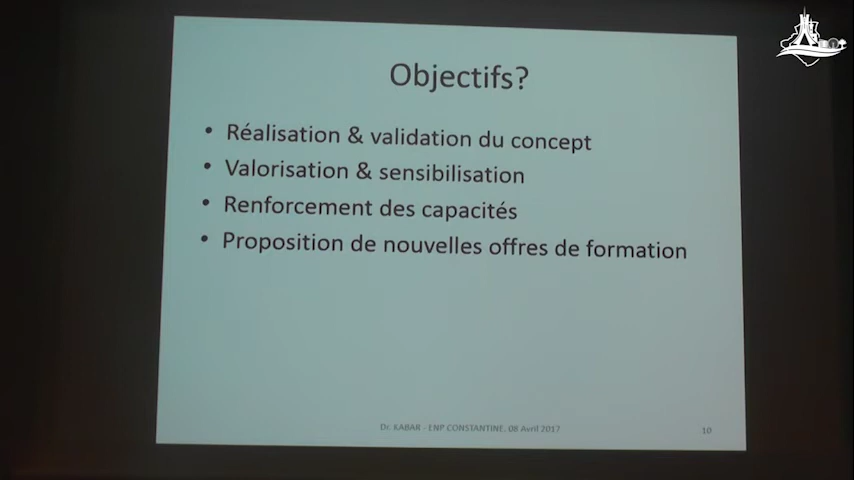 Objectifs?
• Réalisation & validation du concept
• Valorisation & sensibilisation
• Renforcement des capacités
• Proposition de nouvelles offres de formation
Dr. KABAR - ENP CONSTANTINE, 08 Avril 2017
10